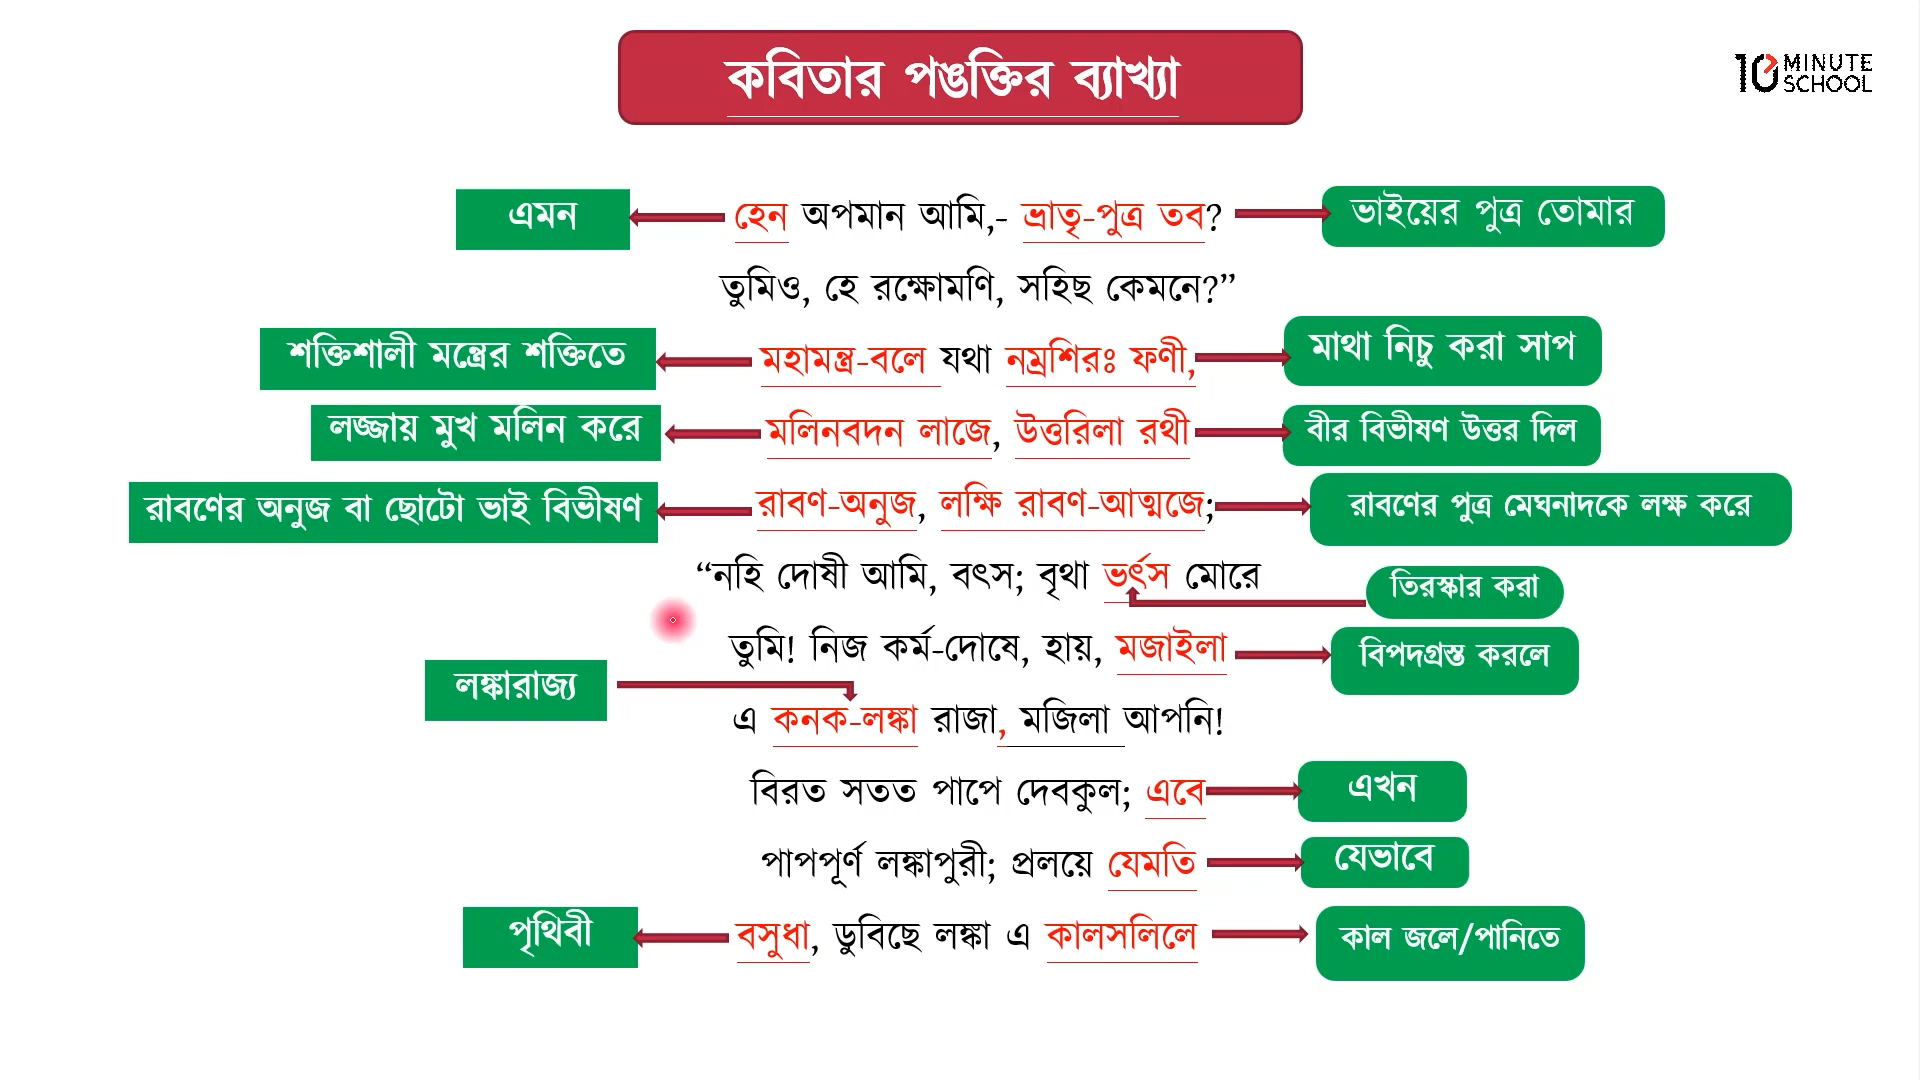 কবিতার পঙক্তির ব্যাখ্যা
10 MINUTE SCHOOL
এমন
হেন অপমান আমি,- ভ্রাতৃ-পুত্র তব?
ভাইয়ের পুত্র তোমার
তুমিও, হে রক্ষোমণি, সহিছ কেমনে?”
শক্তিশালী মন্ত্রের শক্তিতে
মহামন্ত্র-বলে যথা নম্রশিরঃ ফণী,
মাথা নিচু করা সাপ
লজ্জায় মুখ মলিন করে
মলিনবদন লাজে, উত্তরিলা রথী
বীর বিভীষণ উত্তর দিল
রাবণের অনুজ বা ছোটো ভাই বিভীষণ
রাবণ-অনুজ, লক্ষি রাবণ-আত্মজে;
রাবণের পুত্র মেঘনাদকে লক্ষ করে
“নহি দোষী আমি, বৎস; বৃথা ভর্ৎস মোরে
তিরস্কার করা
তুমি! নিজ কর্ম-দোষে, হায়, মজাইলা
বিপদগ্রস্ত করলে
লঙ্কারাজ্য
এ কনক-লঙ্কা রাজা, মজিলা আপনি!
বিরত সতত পাপে দেবকুল; এবে
এখন
পাপপূর্ণ লঙ্কাপুরী; প্রলয়ে যেমতি
যেভাবে
পৃথিবী
বসুধা, ডুবিছে লঙ্কা এ কালসলিলে
কাল জলে/পানিতে